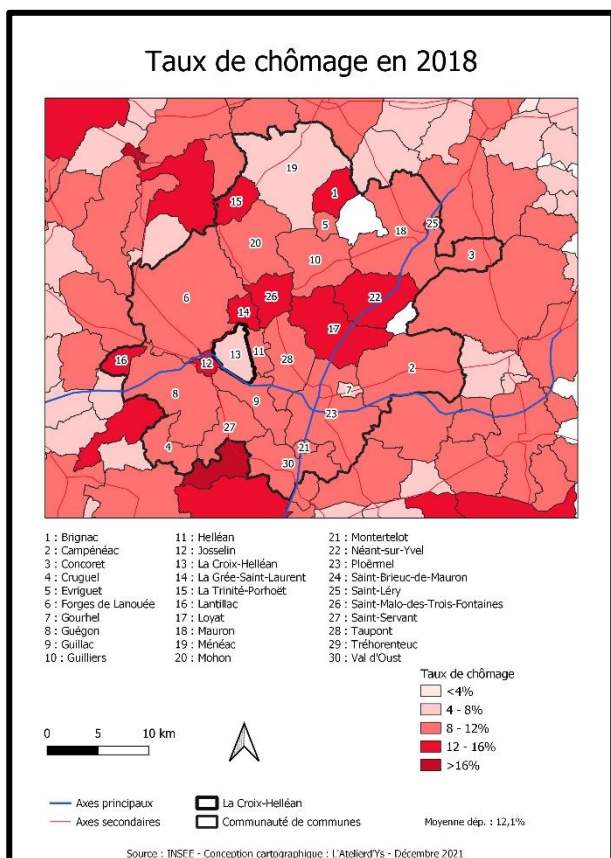 Taux de chômage en 2018
19
1
15
5
25
18
20
10
3
6
26
22
14
17
13
11
16
12
28
2
8
7
9
23
27
4
21
30
1 : Brignac
2 : Campénéac
3 : Concoret
4 : Cruguel
5 : Evriguet
6 : Forges de Lanouée
7 : Gourhel
8 : Guégon
9 : Guillac
10 : Guilliers
11 : Helléan
12 : Josselin
13 : La Croix-Helléan
14 : La Grée-Saint-Laurent
15 : La Trinité-Porhoët
16 : Lantillac
17 : Loyat
18 : Mauron
19 : Ménéac
20 : Mohon
21 : Montertelot
22 : Néant-sur-Yvel
23 : Ploërmel
24 : Saint-Brieuc-de-Mauron
25 : Saint-Léry
26 : Saint-Malo-des-Trois-Fontaines
27 : Saint-Servant
28 : Taupont
29 : Tréhorenteuc
30 : Val d'Oust
Taux de chômage
<4%
4 - 8%
8 - 12%
12 - 16%
>16%
0 5 10 km
Axes principaux
Axes secondaires
La Croix-Helléan
Communauté de communes
Moyenne dép. : 12,1%
Source : INSEE - Conception cartographique : L'Atelierd'Ys - Décembre 2021